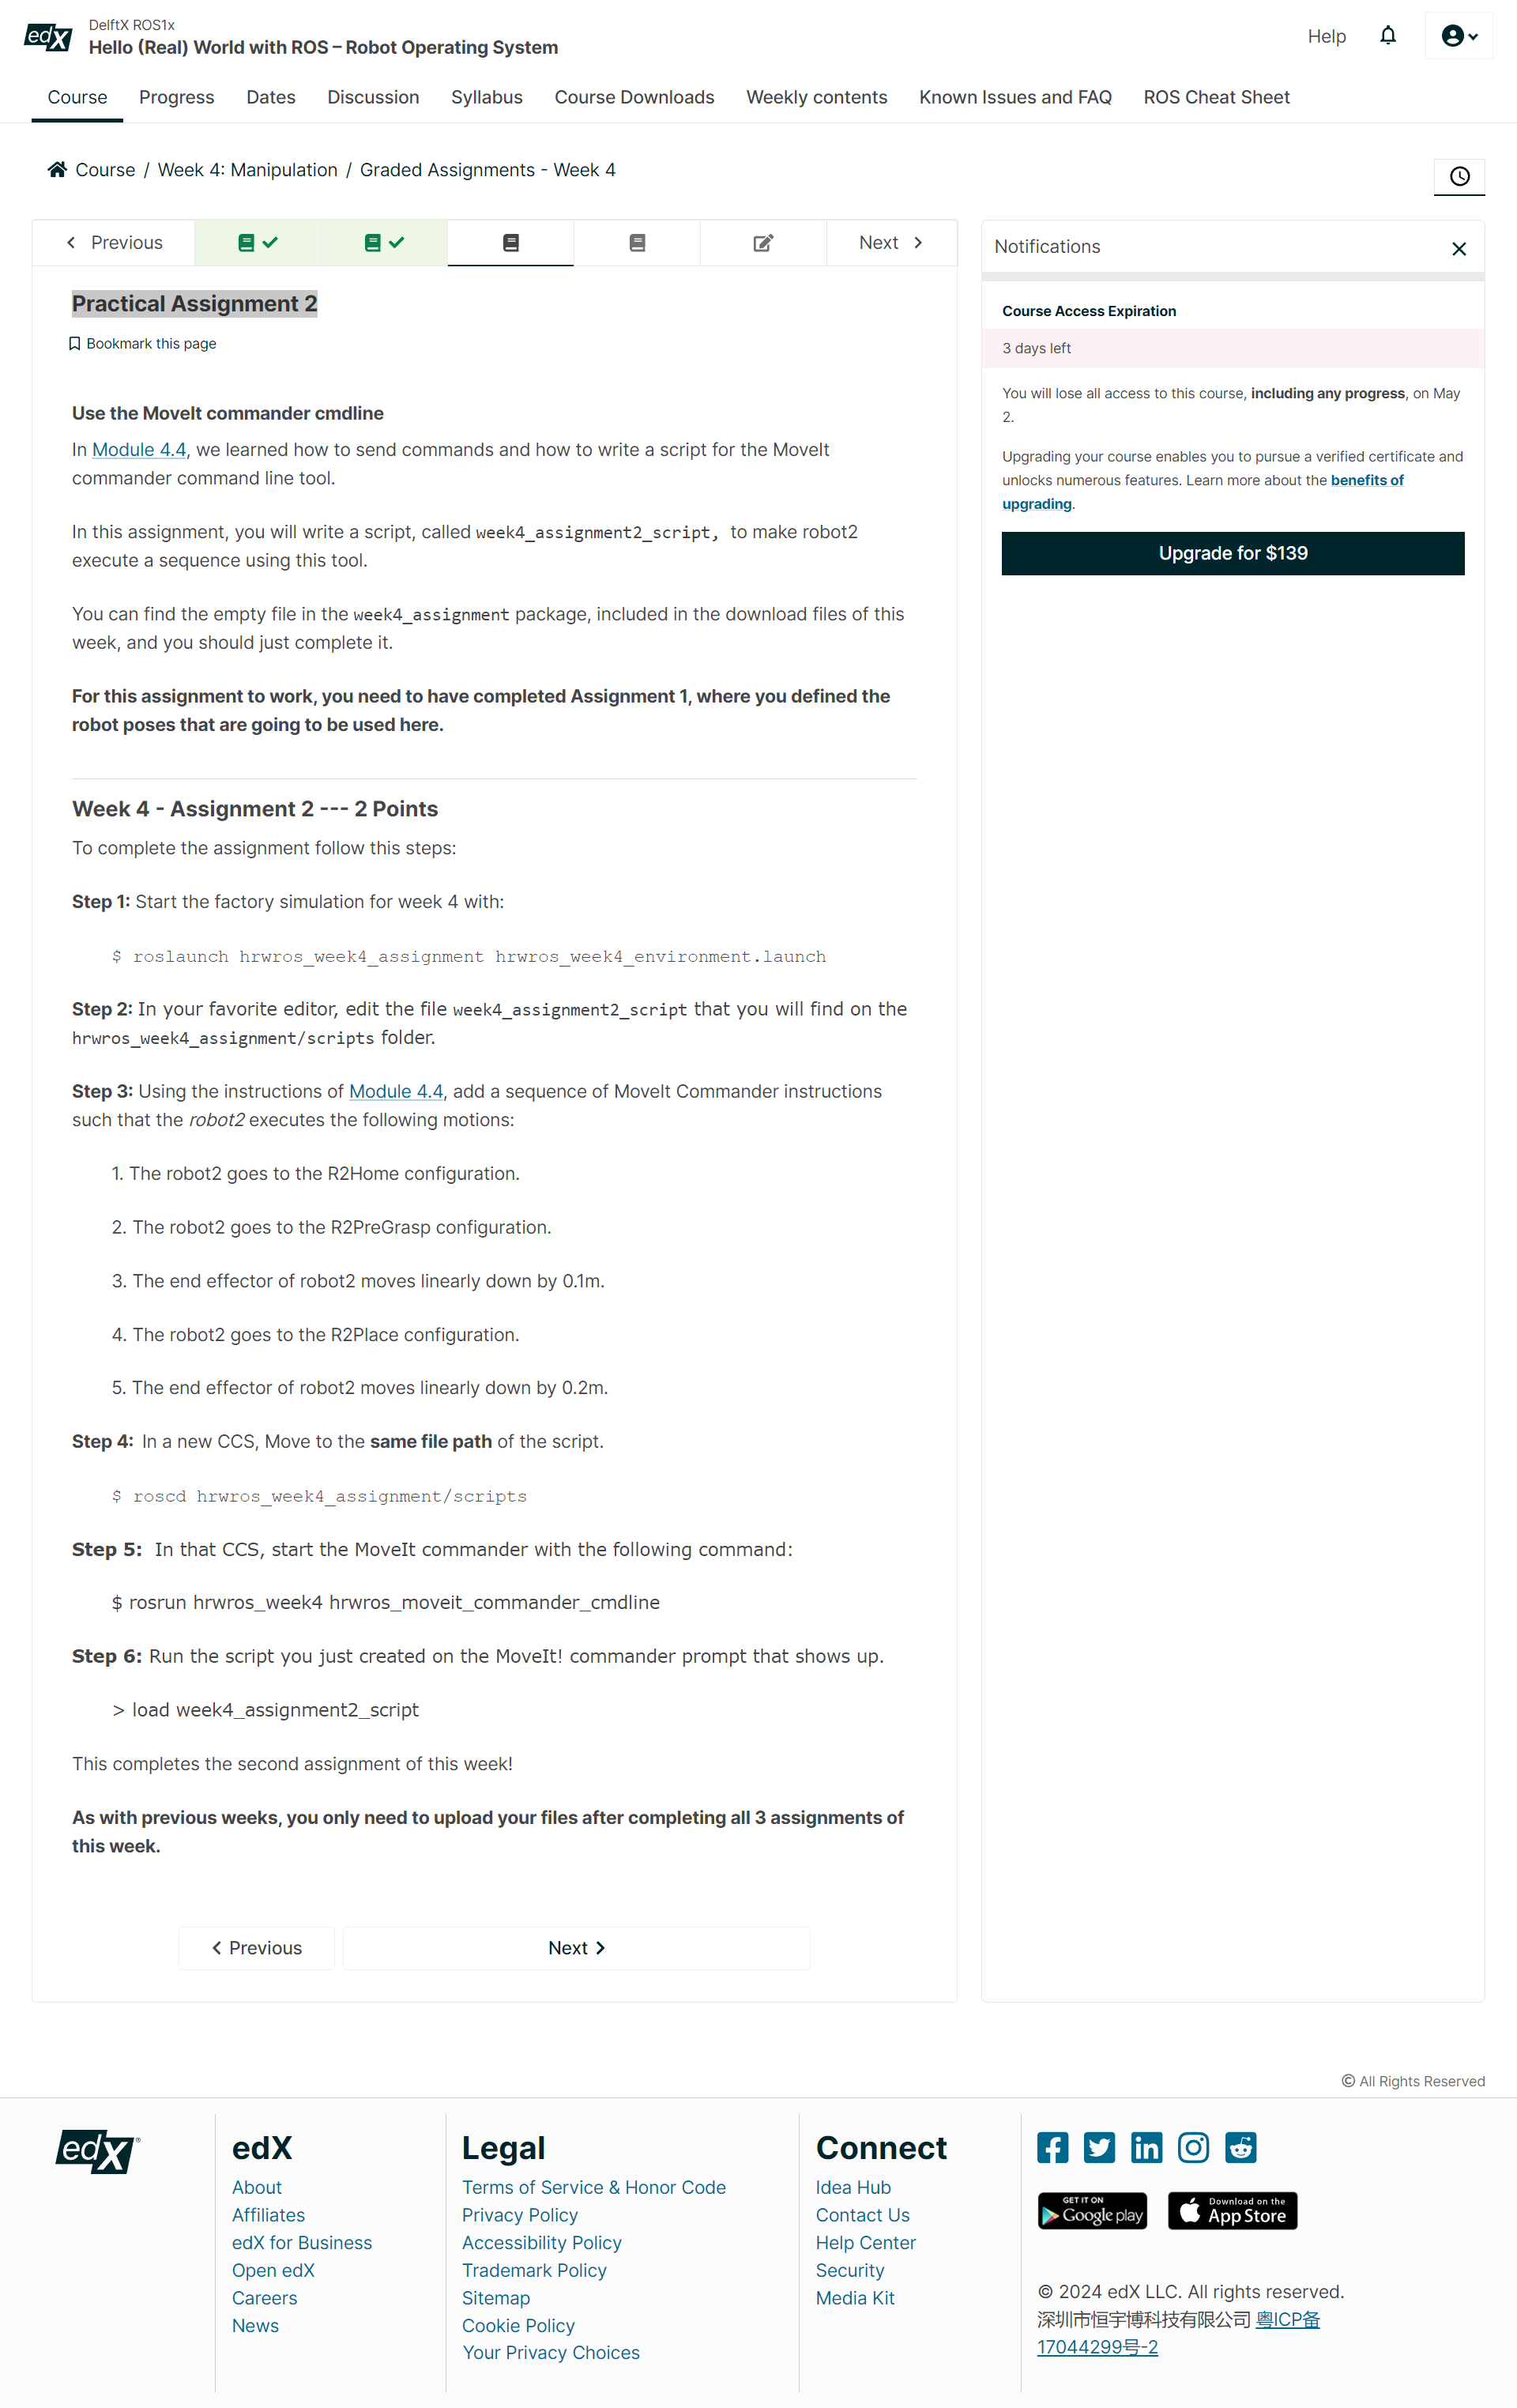 edX
DelftX ROS1x
Hello (Real) World with ROS – Robot Operating System
Help
Course
Progress
Dates
Discussion
Syllabus
Course Downloads
Weekly contents
Known Issues and FAQ
ROS Cheat Sheet
Course / Week 4: Manipulation / Graded Assignments - Week 4
Previous
Next
Practical Assignment 2
Bookmark this page
Use the MoveIt commander cmdline
In Module 4.4, we learned how to send commands and how to write a script for the MoveIt
commander command line tool.
In this assignment, you will write a script, called week4_assignment2_script, to make robot2
execute a sequence using this tool.
You can find the empty file in the week4_assignment package, included in the download files of this
week, and you should just complete it.
For this assignment to work, you need to have completed Assignment 1, where you defined the
robot poses that are going to be used here.
Week 4 - Assignment 2 --- 2 Points
To complete the assignment follow this steps:
Step 1: Start the factory simulation for week 4 with:
$ roslaunch hrwros_week4_assignment hrwros_week4_environment.launch
Step 2: In your favorite editor, edit the file week4_assignment2_script that you will find on the
hrwros_week4_assignment/scripts folder.
Step 3: Using the instructions of Module 4.4, add a sequence of MoveIt Commander instructions
such that the robot2 executes the following motions:
1. The robot2 goes to the R2Home configuration.
2. The robot2 goes to the R2PreGrasp configuration.
3. The end effector of robot2 moves linearly down by 0.1m.
4. The robot2 goes to the R2Place configuration.
5. The end effector of robot2 moves linearly down by 0.2m.
Step 4: In a new CCS, Move to the same file path of the script.
$ roscd hrwros_week4_assignment/scripts
Step 5: In that CCS, start the MoveIt commander with the following command:
$ rosrun hrwros_week4 hrwros_moveit_commander_cmdline
Step 6: Run the script you just created on the MoveIt! commander prompt that shows up.
> load week4_assignment2_script
This completes the second assignment of this week!
As with previous weeks, you only need to upload your files after completing all 3 assignments of
this week.
Previous
Next
Notifications
Course Access Expiration
3 days left
You will lose all access to this course, including any progress, on May
2.
Upgrading your course enables you to pursue a verified certificate and
unlocks numerous features. Learn more about the benefits of
upgrading.
Upgrade for $139
© All Rights Reserved
edX®
edX
About
Affiliates
edX for Business
Open edX
Careers
News
Legal
Terms of Service & Honor Code
Privacy Policy
Accessibility Policy
Trademark Policy
Sitemap
Cookie Policy
Your Privacy Choices
Connect
Idea Hub
Contact Us
Help Center
Security
Media Kit
GET IT ON
Google play
Download on the
App Store
© 2024 edX LLC. All rights reserved.
深圳市恒宇博科技有限公司 粤ICP备
17044299号-2